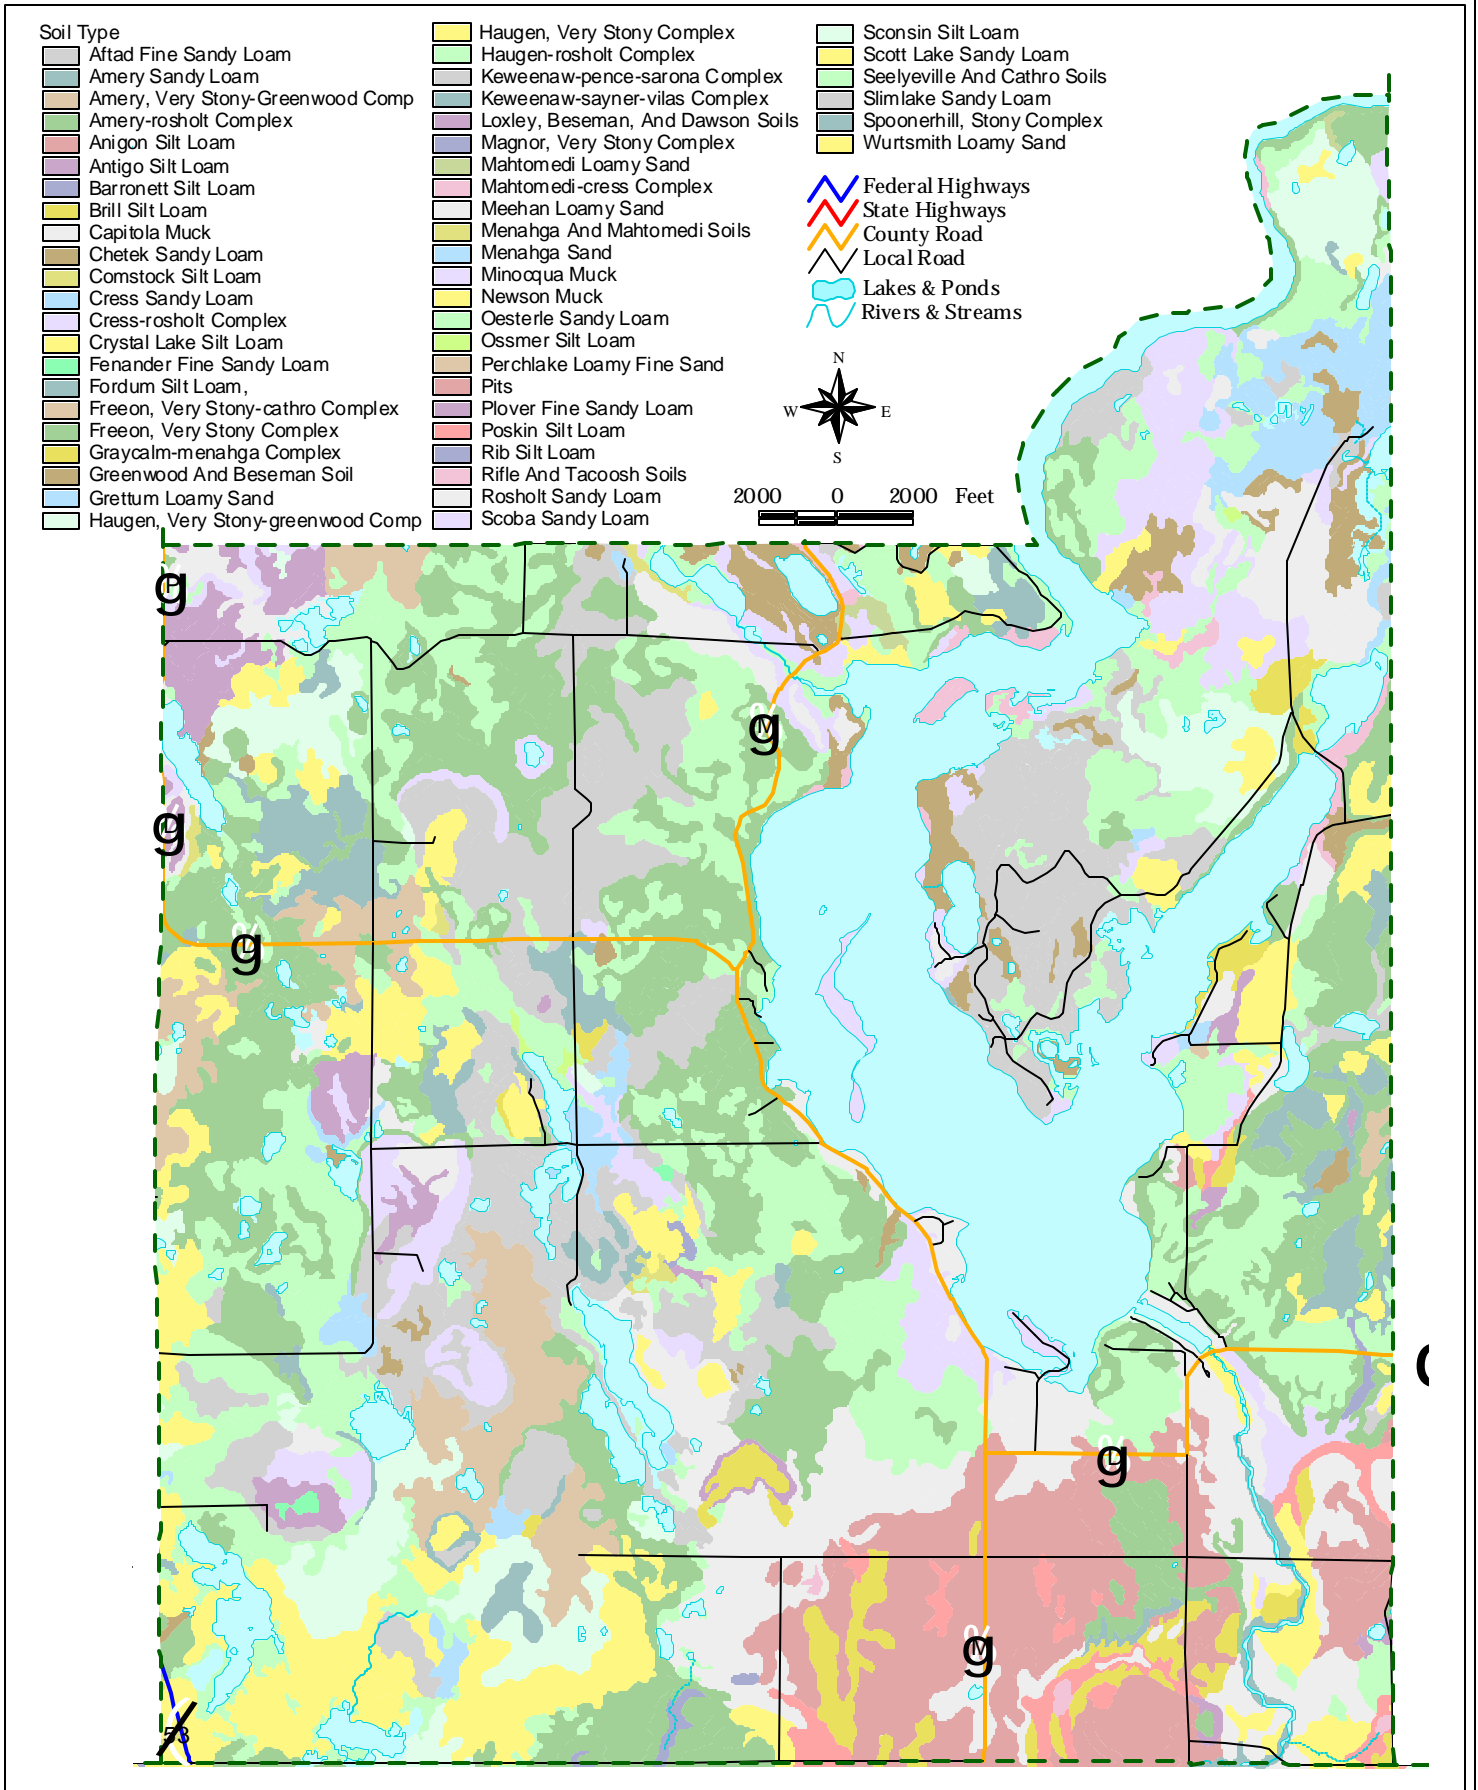 Soil Type
Aftad Fine Sandy Loam
Amery Sandy Loam
Amery, Very Stony-Greenwood Comp
Amery-rosholt Complex
Anigon Silt Loam
Antigo Silt Loam
Barronett Silt Loam
Brill Silt Loam
Capitola Muck
Chetek Sandy Loam
Comstock Silt Loam
Cress Sandy Loam
Cress-rosholt Complex
Crystal Lake Silt Loam
Fenander Fine Sandy Loam
Fordum Silt Loam,
Freeon, Very Stony-cathro Complex
Freeon, Very Stony Complex
Graycalm-menahga Complex
Greenwood And Beseman Soil
Grettum Loamy Sand
Haugen, Very Stony-greenwood Comp
Haugen, Very Stony Complex
Haugen-rosholt Complex
Keweenaw-pence-sarona Complex
Keweenaw-sayner-vilas Complex
Loxley, Beseman, And Dawson Soils
Magnor, Very Stony Complex
Mahtomedi Loamy Sand
Mahtomedi-cress Complex
Meehan Loamy Sand
Menahga And Mahtomedi Soils
Menahga Sand
Minocqua Muck
Newson Muck
Oesterle Sandy Loam
Ossmer Silt Loam
Perchlake Loamy Fine Sand
Pits
Plover Fine Sandy Loam
Poskin Silt Loam
Rib Silt Loam
Rifle And Tacoosh Soils
Rosholt Sandy Loam
Scoba Sandy Loam
Sconsin Silt Loam
Scott Lake Sandy Loam
Seelyeville And Cathro Soils
Slimlake Sandy Loam
Spoonerhill, Stony Complex
Wurtsmith Loamy Sand
Federal Highways
State Highways
County Road
Local Road
Lakes & Ponds
Rivers & Streams
N
W E
S
2000 0 2000 Feet
g
g
g
g
g
g
53